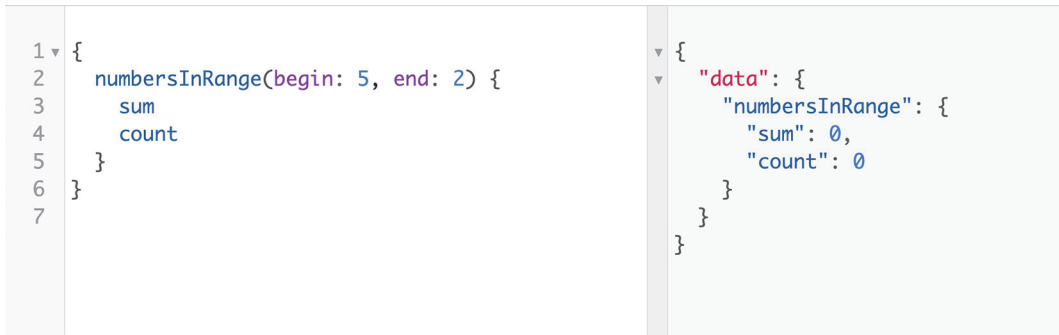 1 {
2 numbersInRange(begin: 5, end: 2) {
3 sum
4 count
5 }
6 }
7
{
"data": {
"numbersInRange": {
"sum": 0,
"count": 0
}
}
}